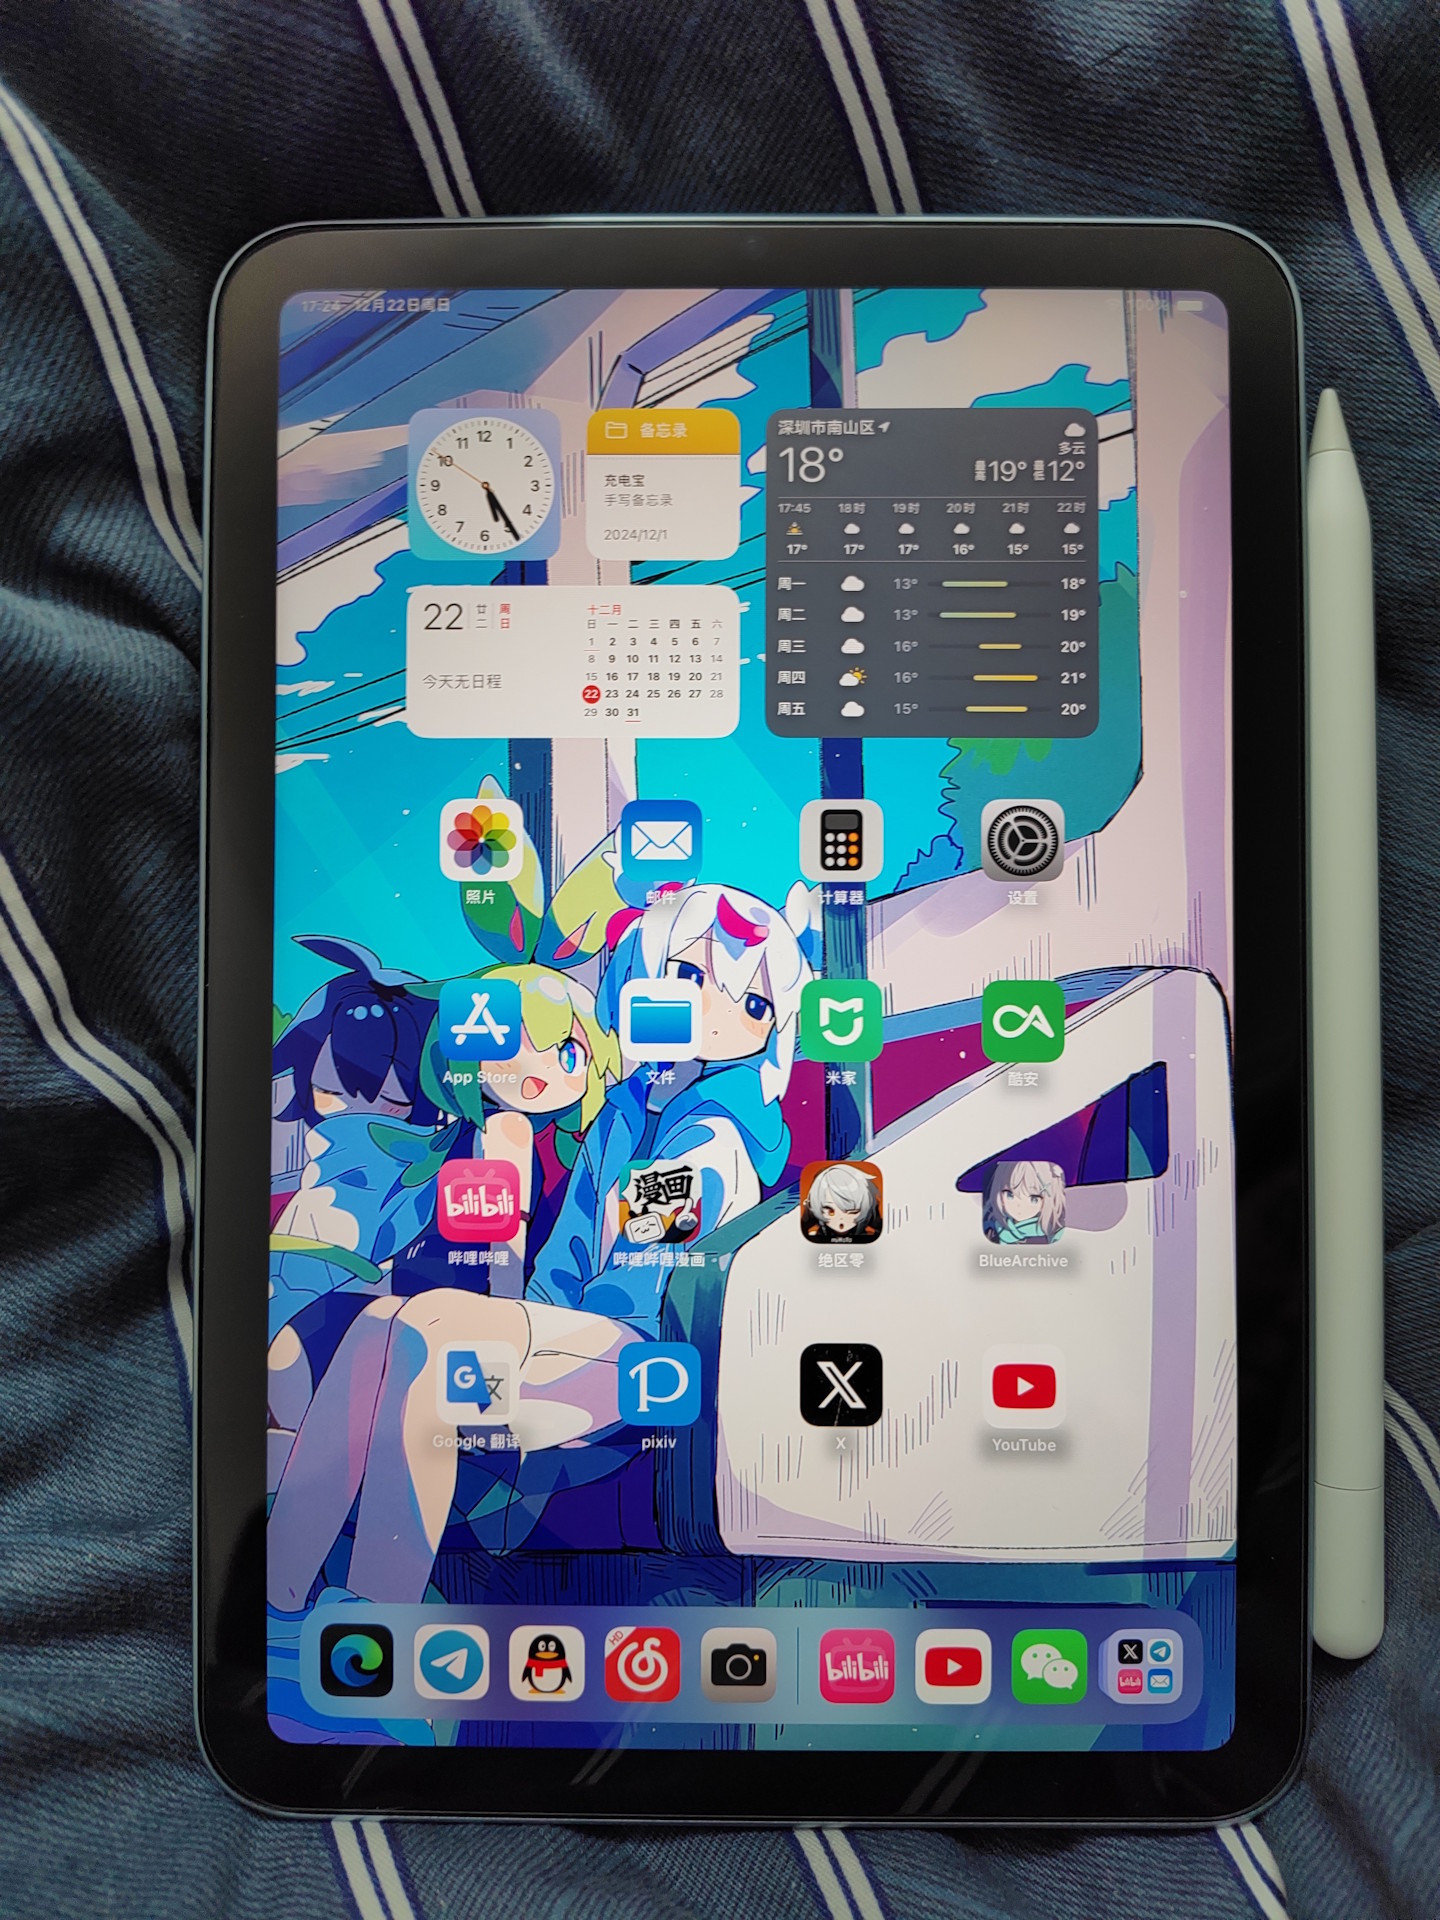 17:24 12月22日周日
100%
12
1
2
3
4
5
6
7
8
9
10
11
备忘录
充电宝
手写备忘录
2024/12/1
深圳市南山区
18°
多云
最高19° 最低12°
17:45 18时 19时 20时 21时 22时
17° 17° 17° 16° 15° 15°
周一 13° 18°
周二 13° 19°
周三 16° 20°
周四 16° 21°
周五 15° 20°
22 廿二 周日
今天无日程
十二月
日 一 二 三 四 五 六
1 2 3 4 5 6 7
8 9 10 11 12 13 14
15 16 17 18 19 20 21
22 23 24 25 26 27 28
29 30 31
照片 邮件 计算器 设置
App Store 文件 米家 酷安
bilibili 漫画
哔哩哔哩 哔哩哔哩漫画 绝区零 BlueArchive
G 文 P X
Google 翻译 pixiv X YouTube
HD bilibili X bilibili